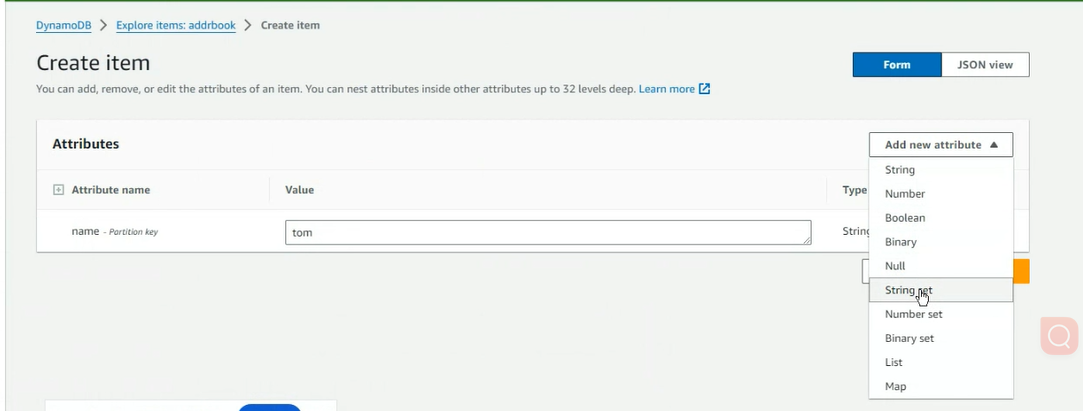 DynamoDB > Explore items: addrbook > Create item
Create item
Form JSON view
You can add, remove, or edit the attributes of an item. You can nest attributes inside other attributes up to 32 levels deep. Learn more
Attributes
Add new attribute
Attribute name Value Type
name - Partition key tom String
String
Number
Boolean
Binary
Null
String set
Number set
Binary set
List
Map